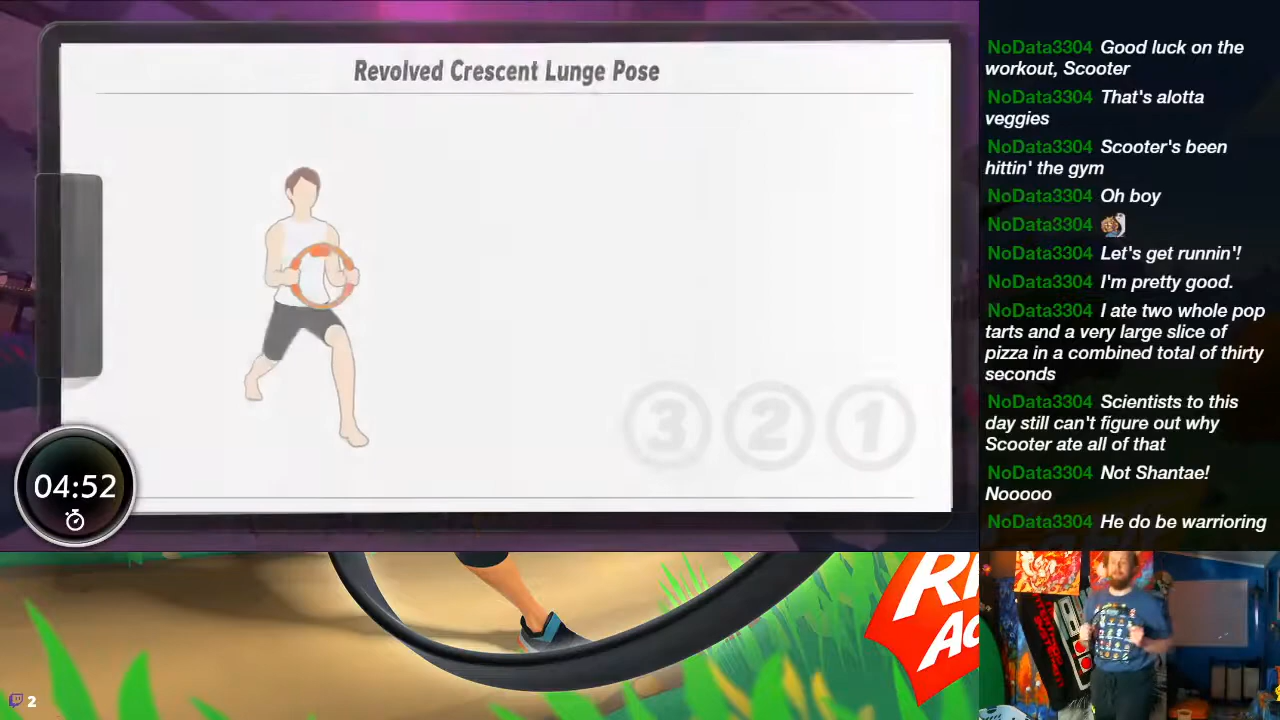 Revolved Crescent Lunge Pose
3 2 1
04:52
2
NoData3304 Good luck on the
workout, Scooter
NoData3304 That's alotta
veggies
NoData3304 Scooter's been
hittin' the gym
NoData3304 Oh boy
NoData3304
NoData3304 Let's get runnin'!
NoData3304 I'm pretty good.
NoData3304 I ate two whole pop
tarts and a very large slice of
pizza in a combined total of thirty
seconds
NoData3304 Scientists to this
day still can't figure out why
Scooter ate all of that
NoData3304 Not Shantae!
Nooooo
NoData3304 He do be warrioring